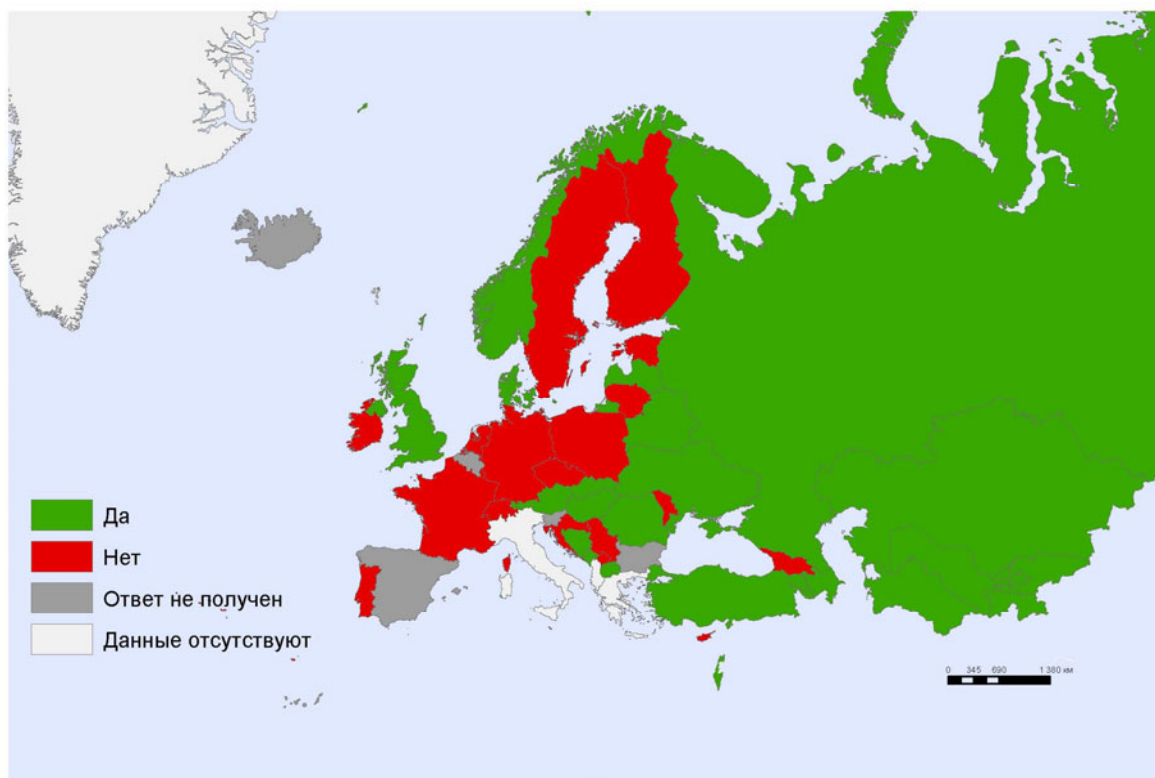 Да
Нет
Ответ не получен
Данные отсутствуют
0 345 690 1 380 км